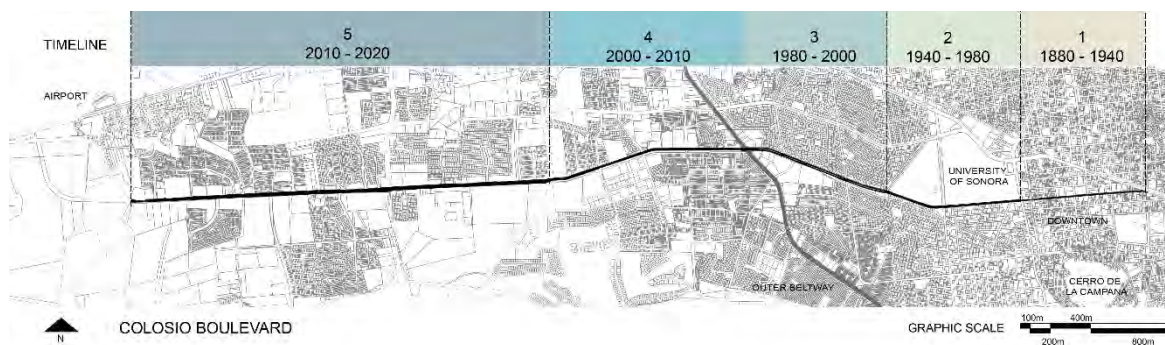 TIMELINE
5
2010 - 2020
4
2000 - 2010
3
1980 - 2000
2
1940 - 1980
1
1880 - 1940
AIRPORT
UNIVERSITY
OF SONORA
DOWNTOWN
OUTER BELTWAY
CERRO DE
LA CAMPANA
N
COLOSIO BOULEVARD
GRAPHIC SCALE
100m 400m
200m 800m